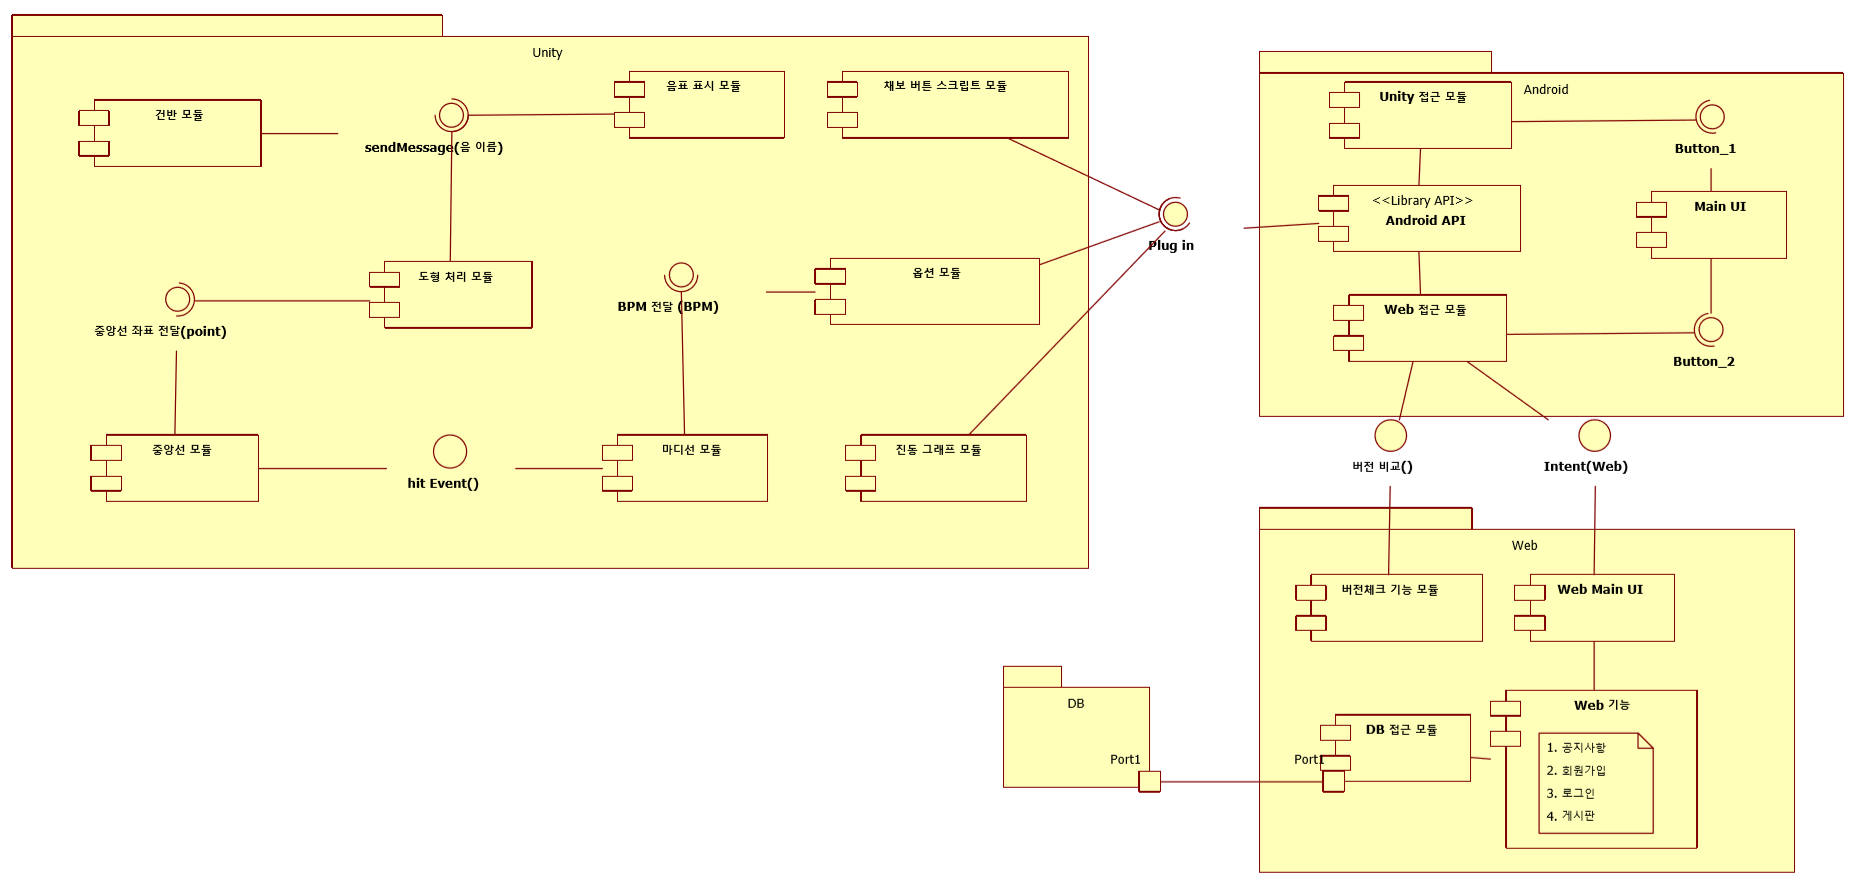 Unity
건반 모듈
sendMessage(음 이름)
음표 표시 모듈
채보 버튼 스크립트 모듈
중앙선 좌표 전달(point)
도형 처리 모듈
BPM 전달 (BPM)
옵션 모듈
중앙선 모듈
hit Event()
마디선 모듈
진동 그래프 모듈
Plug in
Android
Unity 접근 모듈
Button_1
<<Library API>>
Android API
Main UI
Web 접근 모듈
Button_2
버전 비교()
Intent(Web)
Web
버전체크 기능 모듈
Web Main UI
DB
Port1
Port1
DB 접근 모듈
Web 기능
1. 공지사항
2. 회원가입
3. 로그인
4. 게시판